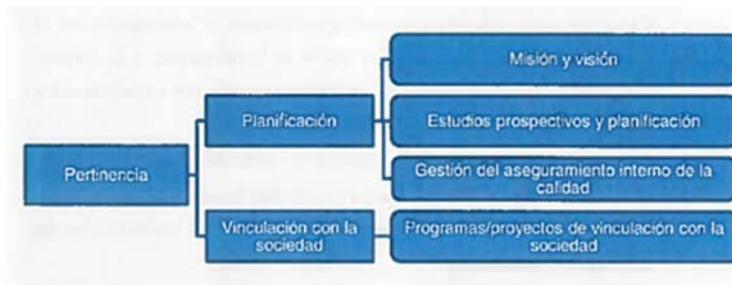 Misión y visión
Planificación
Estudios prospectivos y planificación
Pertinencia
Gestión del aseguramiento interno de la
calidad
Vinculación con la
sociedad
Programas/proyectos de vinculación con la
sociedad